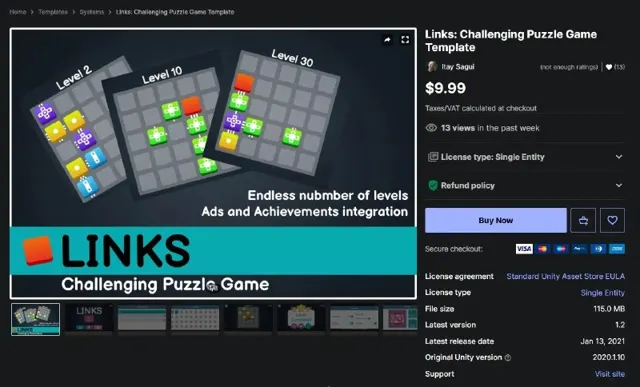 Home > Templates > Systems > Links: Challenging Puzzle Game Template
Level 2
Level 10
Level 30
Endless nubmber of levels
Ads and Achievements integration
LINKS
Challenging Puzzle Game
LINKS
Links: Challenging Puzzle Game
Template
Itay Sagui
(not enough ratings) | ♥ (13)
$9.99
Taxes/VAT calculated at checkout
13 views in the past week
License type: Single Entity
Refund policy
Buy Now
Secure checkout:
VISA
License agreement Standard Unity Asset Store EULA
License type Single Entity
File size 115.0 MB
Latest version 1.2
Latest release date Jan 13, 2021
Original Unity version 2020.1.10
Support Visit site